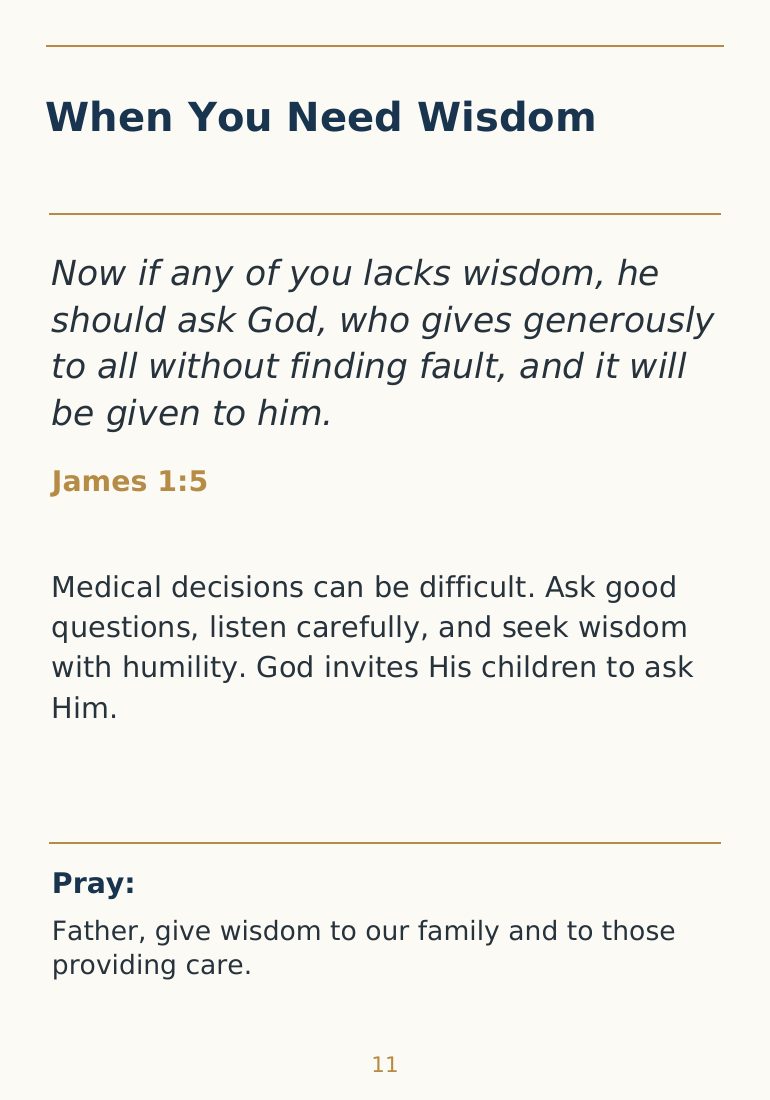 When You Need Wisdom
Now if any of you lacks wisdom, he
should ask God, who gives generously
to all without finding fault, and it will
be given to him.
James 1:5
Medical decisions can be difficult. Ask good
questions, listen carefully, and seek wisdom
with humility. God invites His children to ask
Him.
Pray:
Father, give wisdom to our family and to those
providing care.
11